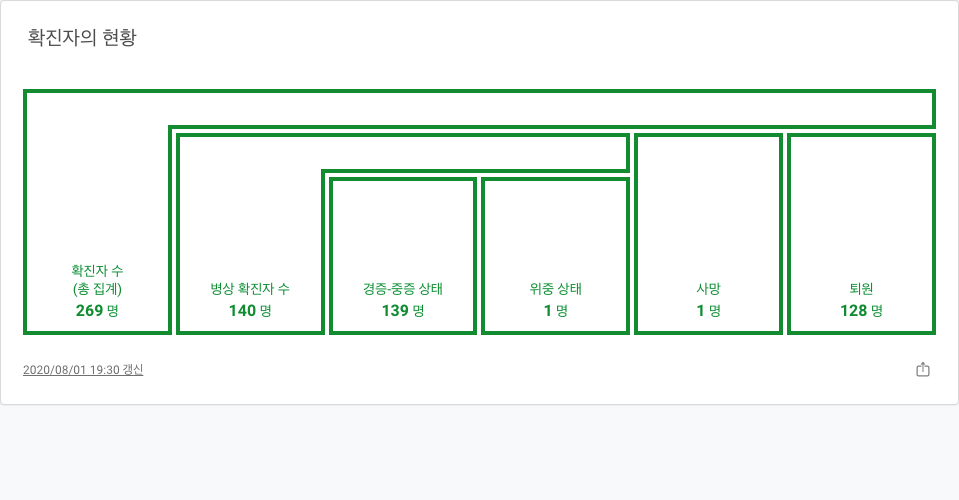 확진자의 현황
확진자 수
(총 집계)
269 명
병상 확진자 수
140 명
경증-중증 상태
139 명
위중 상태
1 명
사망
1 명
퇴원
128 명
2020/08/01 19:30 갱신